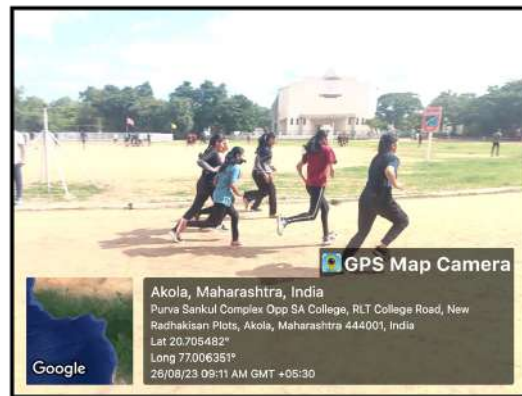 GPS Map Camera
Akola, Maharashtra, India
Purva Sankul Complex Opp SA College, RLT College Road, New
Radhakisan Plots, Akola, Maharashtra 444001, India
Lat 20.705482°
Long 77.006351°
26/08/23 09:11 AM GMT +05:30
Google